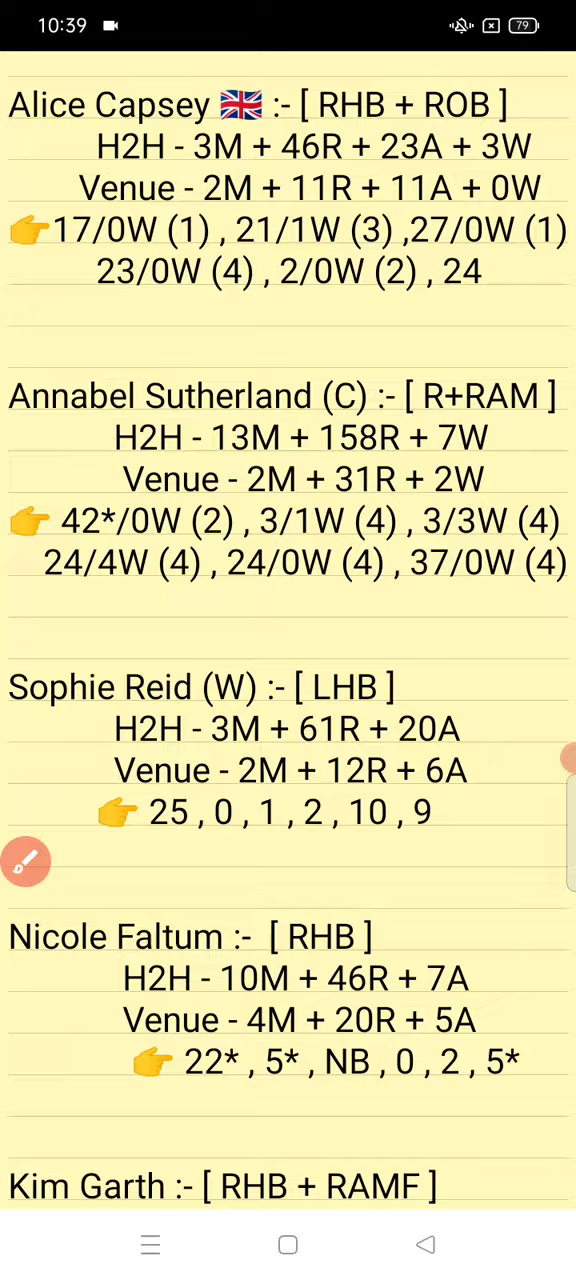 10:39
79
Alice Capsey 🇬🇧 :- [ RHB + ROB ]
H2H - 3M + 46R + 23A + 3W
Venue - 2M + 11R + 11A + 0W
👉17/0W (1) , 21/1W (3) ,27/0W (1)
23/0W (4) , 2/0W (2) , 24
Annabel Sutherland (C) :- [ R+RAM ]
H2H - 13M + 158R + 7W
Venue - 2M + 31R + 2W
👉 42*/0W (2) , 3/1W (4) , 3/3W (4)
24/4W (4) , 24/0W (4) , 37/0W (4)
Sophie Reid (W) :- [ LHB ]
H2H - 3M + 61R + 20A
Venue - 2M + 12R + 6A
👉 25 , 0 , 1 , 2 , 10 , 9
Nicole Faltum :- [ RHB ]
H2H - 10M + 46R + 7A
Venue - 4M + 20R + 5A
👉 22* , 5* , NB , 0 , 2 , 5*
Kim Garth :- [ RHB + RAMF ]